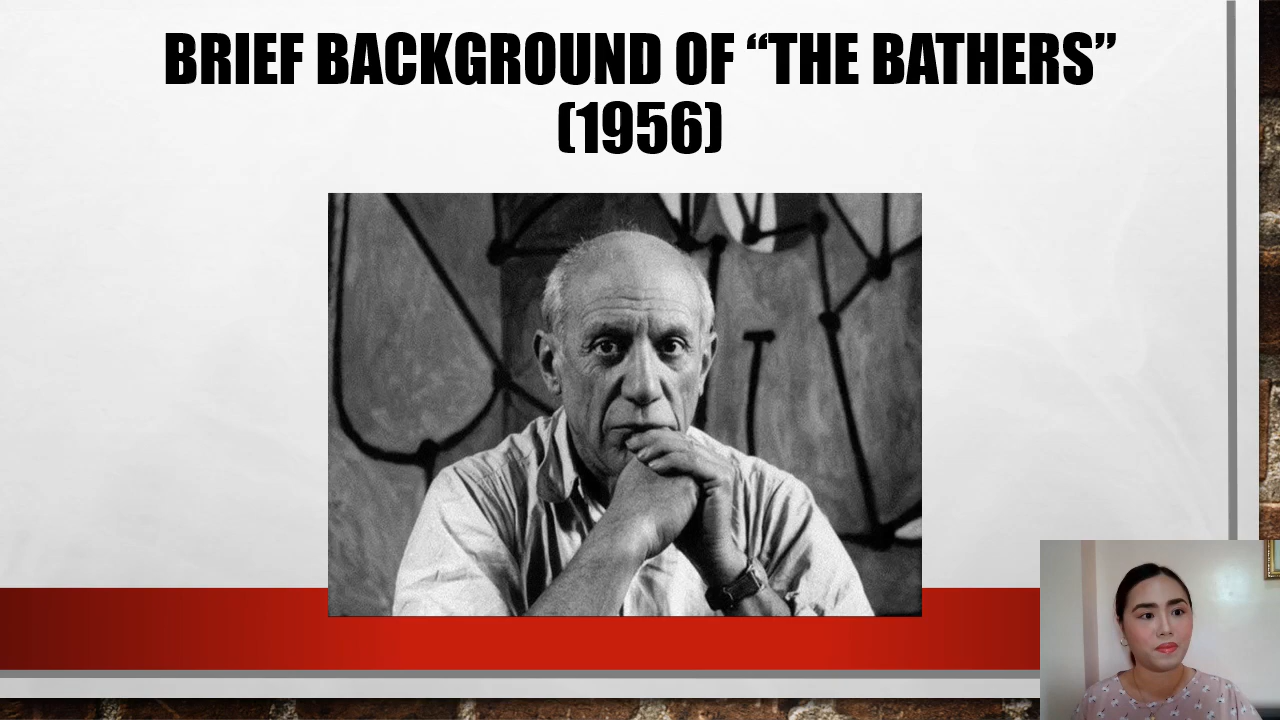 BRIEF BACKGROUND OF “THE BATHERS”
(1956)